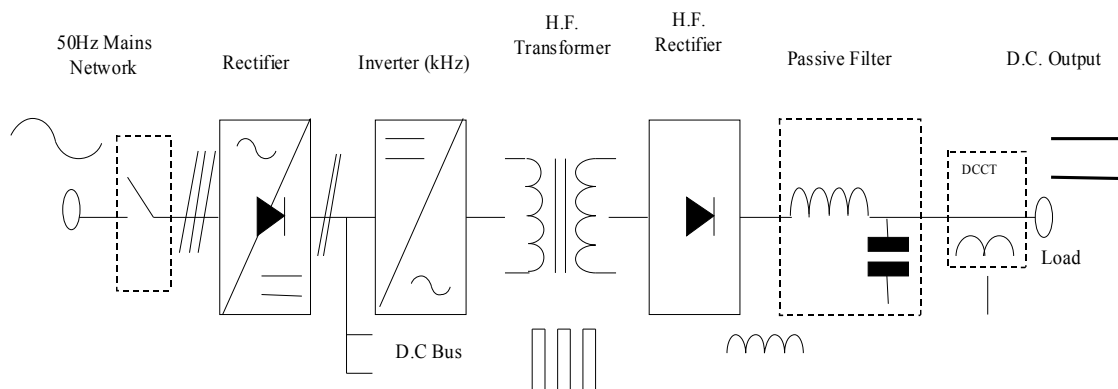 50Hz Mains
Network
Rectifier
Inverter (kHz)
H.F.
Transformer
H.F.
Rectifier
Passive Filter
D.C. Output
DCCT
Load
D.C Bus